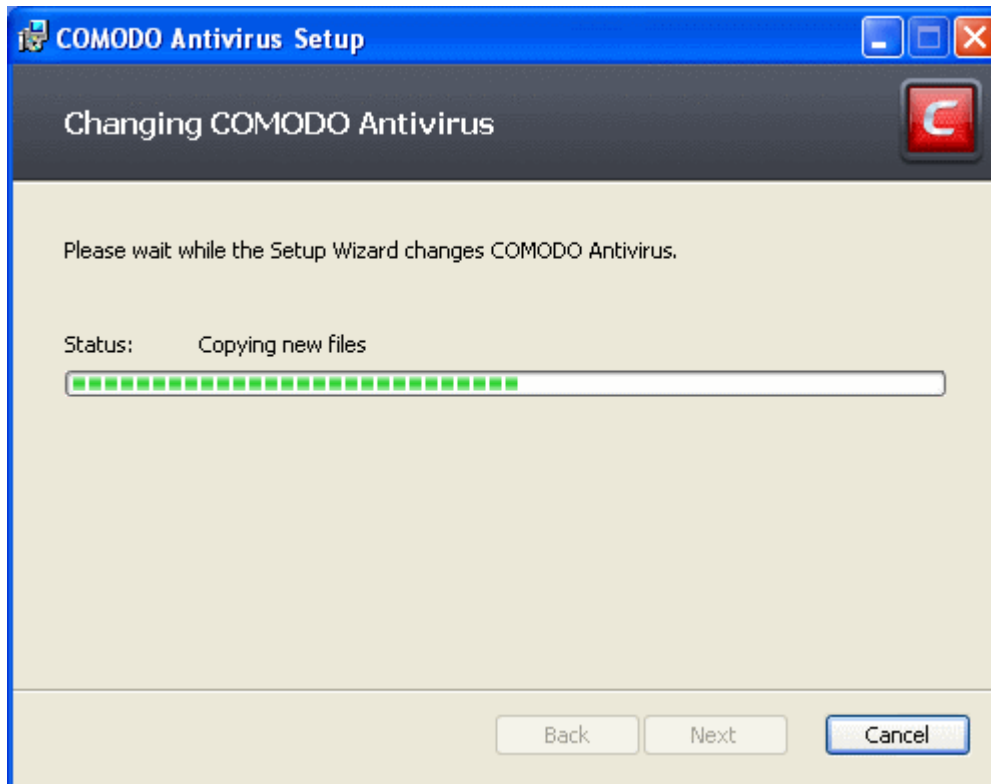 COMODO Antivirus Setup
Changing COMODO Antivirus
C
Please wait while the Setup Wizard changes COMODO Antivirus.
Status: Copying new files
Back Next Cancel